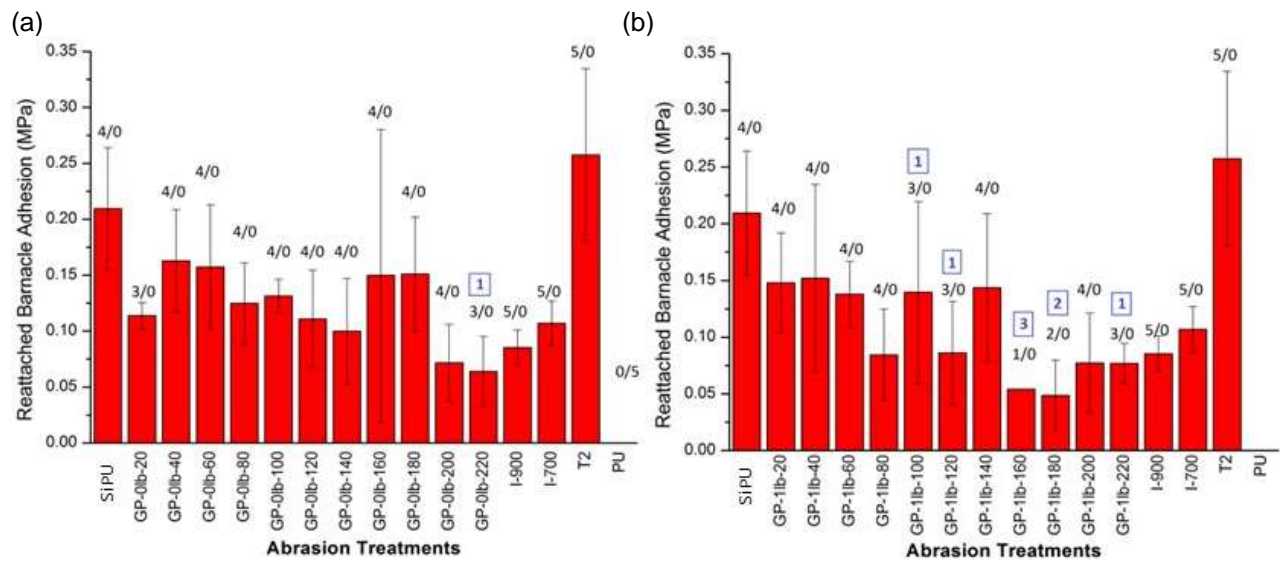 (a)
Reattached Barnacle Adhesion (MPa)
0.35
0.30
0.25
0.20
0.15
0.10
0.05
0.00
4/0
3/0
4/0
4/0
4/0
4/0
4/0
4/0
4/0
4/0
4/0
1
3/0
5/0
5/0
5/0
0/5
SiPU
GP-0lb-20
GP-0lb-40
GP-0lb-60
GP-0lb-80
GP-0lb-100
GP-0lb-120
GP-0lb-140
GP-0lb-160
GP-0lb-180
GP-0lb-200
GP-0lb-220
I-900
I-700
T2
PU
Abrasion Treatments
(b)
Reattached Barnacle Adhesion (MPa)
0.35
0.30
0.25
0.20
0.15
0.10
0.05
0.00
4/0
4/0
4/0
4/0
4/0
1
3/0
1
3/0
4/0
3
1/0
2
2/0
4/0
1
3/0
5/0
5/0
5/0
SiPU
GP-1lb-20
GP-1lb-40
GP-1lb-60
GP-1lb-80
GP-1lb-100
GP-1lb-120
GP-1lb-140
GP-1lb-160
GP-1lb-180
GP-1lb-200
GP-1lb-220
I-900
I-700
T2
PU
Abrasion Treatments